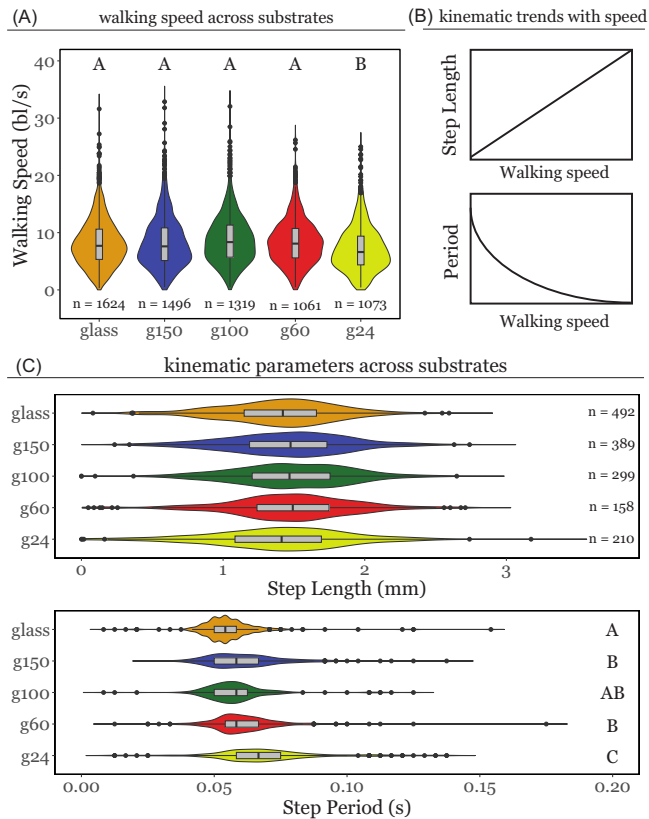 (A) walking speed across substrates
Walking Speed (bl/s)
40
30
20
10
0
A A A A B
n = 1624 n = 1496 n = 1319 n = 1061 n = 1073
glass g150 g100 g60 g24
(B) kinematic trends with speed
Step Length
Walking speed
Period
Walking speed
(C) kinematic parameters across substrates
glass n = 492
g150 n = 389
g100 n = 299
g60 n = 158
g24 n = 210
0 1 2 3
Step Length (mm)
glass A
g150 B
g100 AB
g60 B
g24 C
0.00 0.05 0.10 0.15 0.20
Step Period (s)